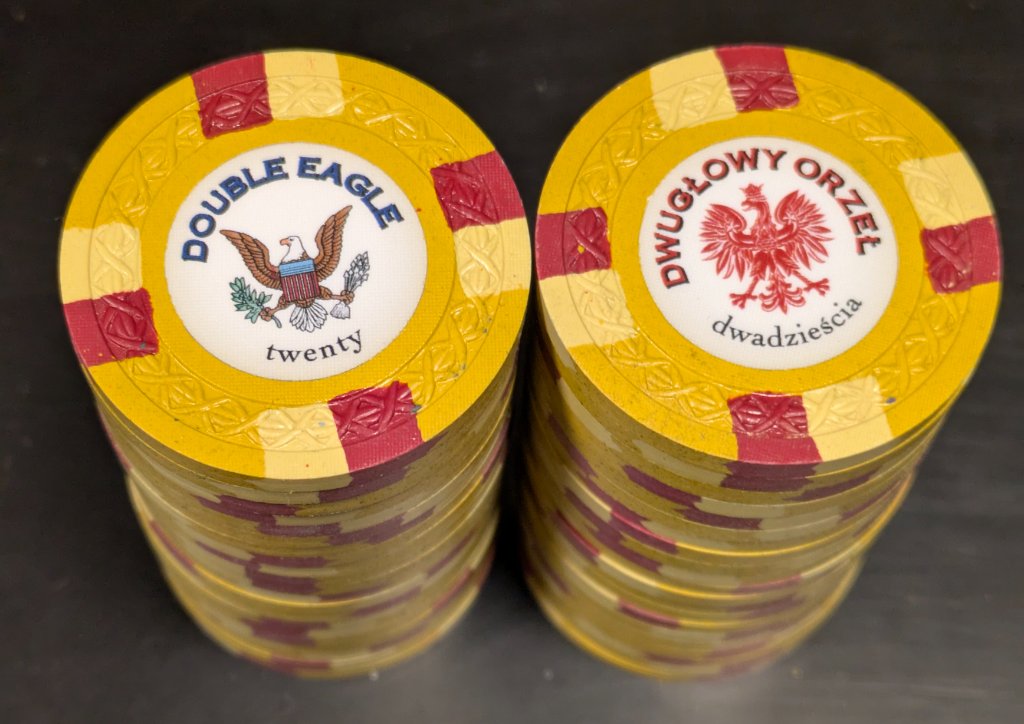 DOUBLE EAGLE
twenty
DWUGŁOWY ORZEŁ
dwadzieścia